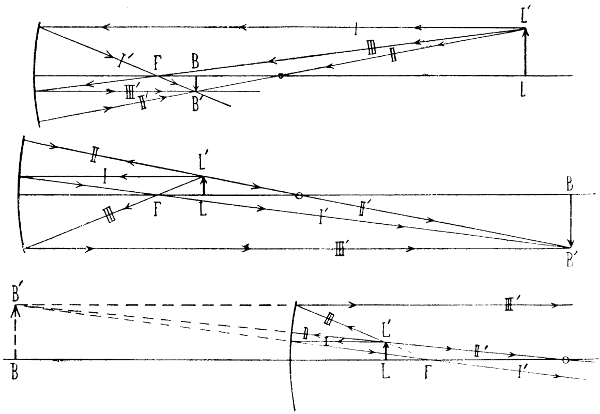 I L'
III
II
I' F B
L
III' B'
II'
II L'
I B
F L I' II'
III
III' B'
B' III'
III
II L'
I II'
B L F I'